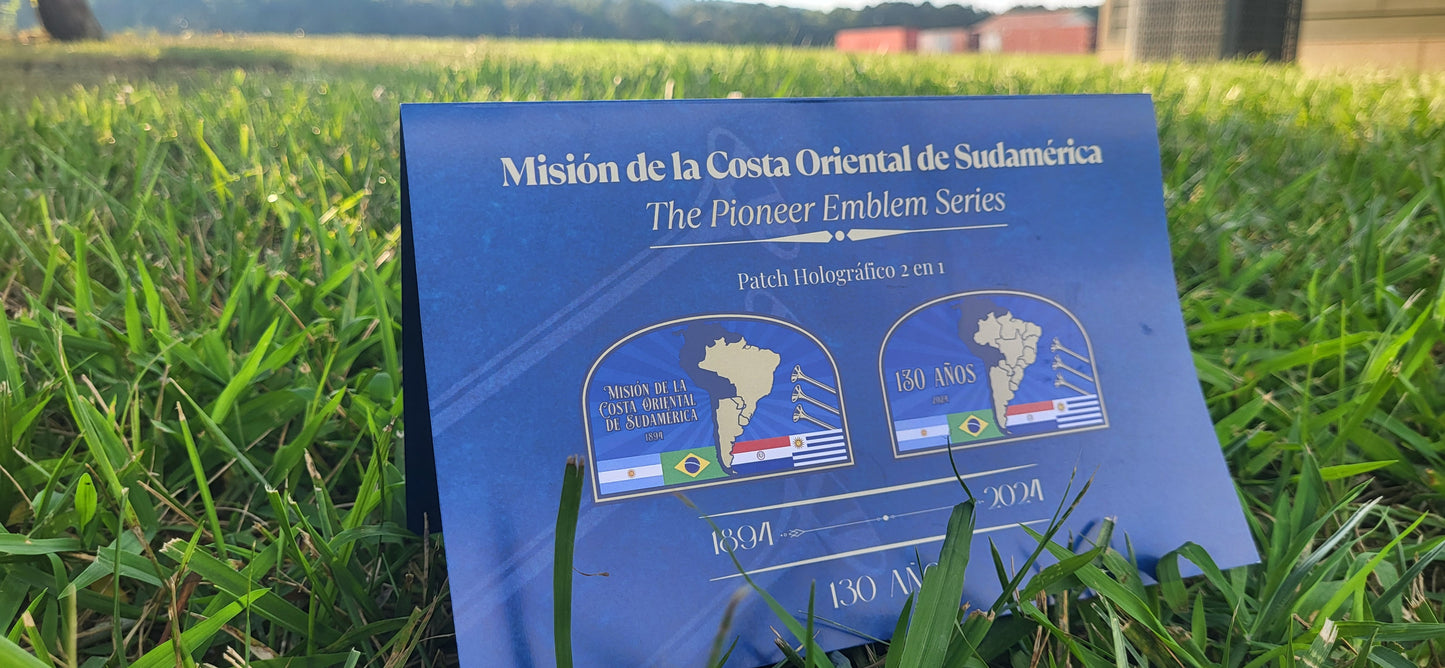 Misión de la Costa Oriental de Sudamérica
The Pioneer Emblem Series
Patch Holográfico 2 en 1
Misión de la
Costa Oriental
de Sudamérica
1894
130 años
2024
1894
2024
130